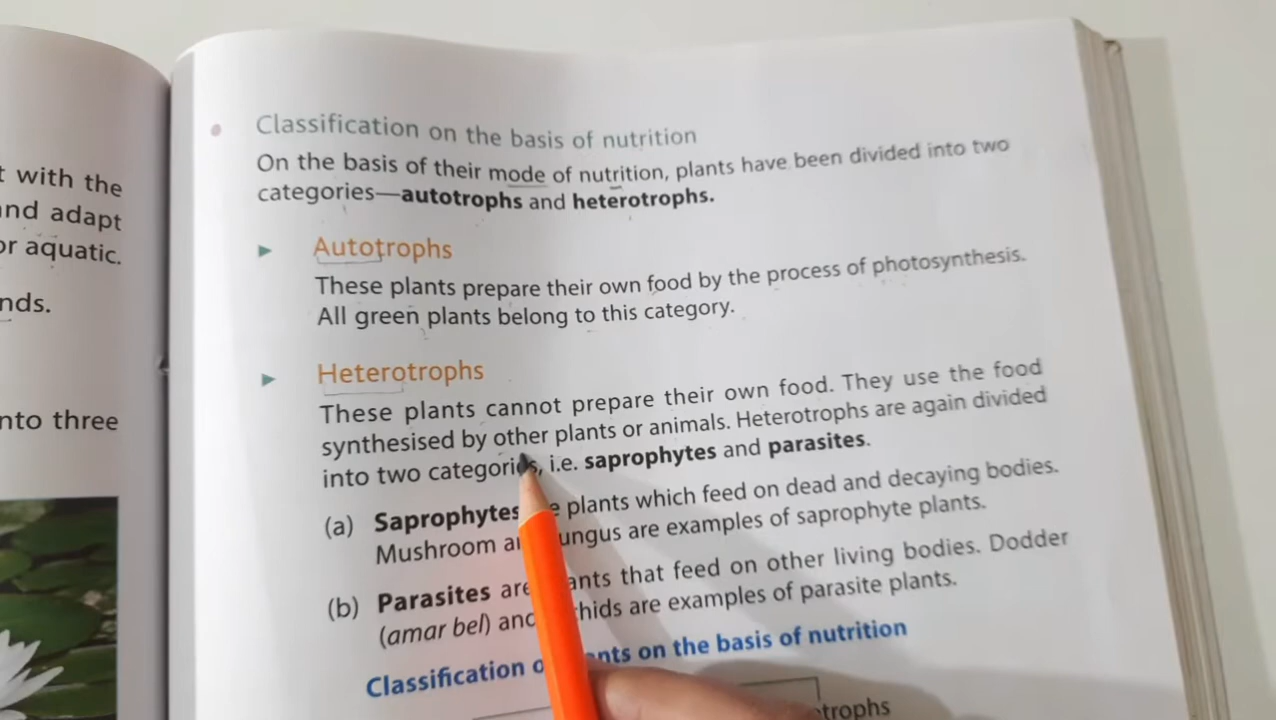 t with the
and adapt
or aquatic.
nds.
nto three
Classification on the basis of nutrition
On the basis of their mode of nutrition, plants have been divided into two
categories—autotrophs and heterotrophs.
Autotrophs
These plants prepare their own food by the process of photosynthesis.
All green plants belong to this category.
Heterotrophs
These plants cannot prepare their own food. They use the food
synthesised by other plants or animals. Heterotrophs are again divided
into two categories, i.e. saprophytes and parasites.
(a) Saprophytes plants which feed on dead and decaying bodies.
Mushroom are examples of saprophyte plants.
(b) Parasites are that feed on other living bodies. Dodder
(amar bel) and are examples of parasite plants.
Classification on the basis of nutrition
trophs